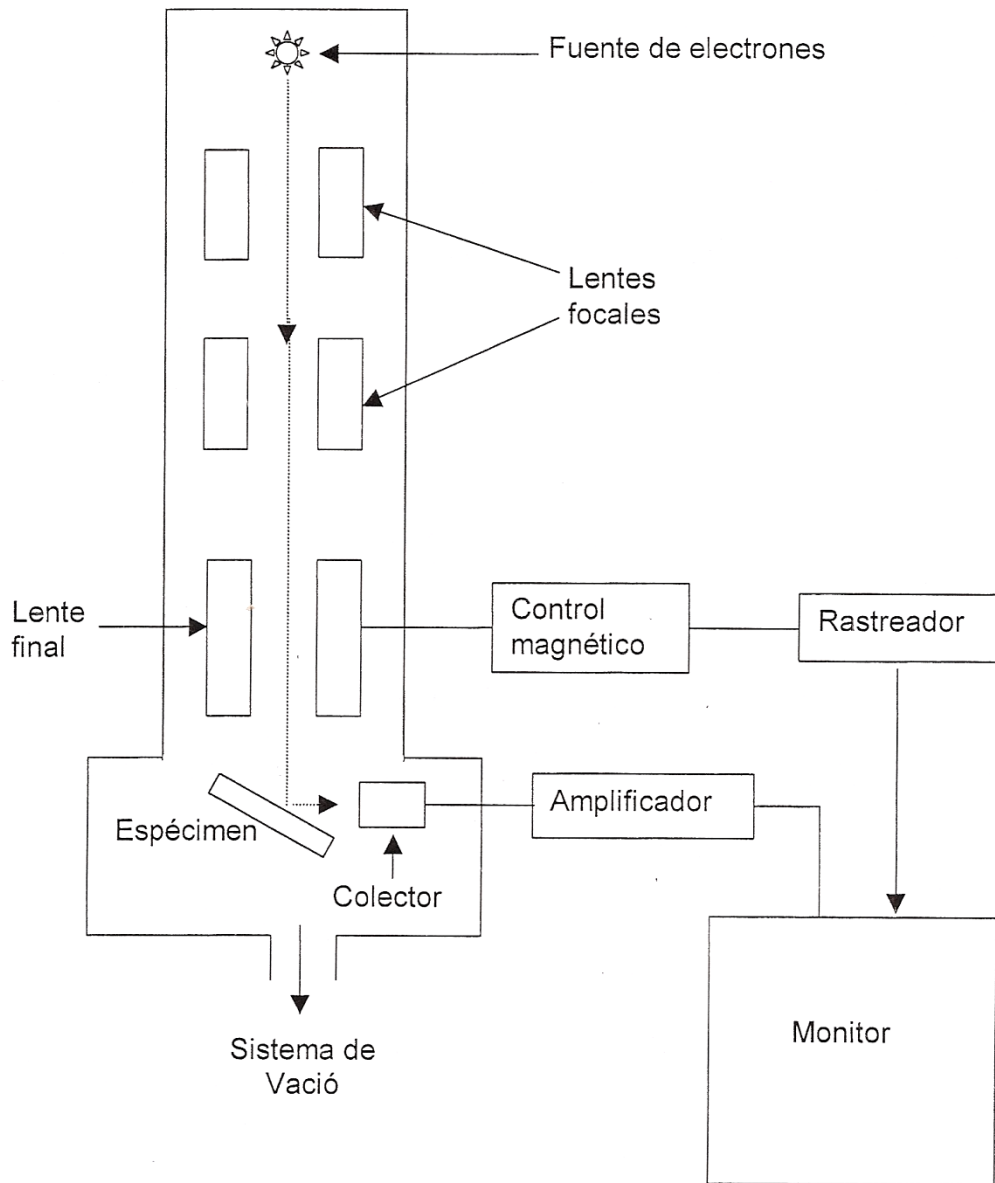 Fuente de electrones
Lentes
focales
Lente
final
Control
magnético
Rastreador
Amplificador
Espécimen
Colector
Sistema de
Vació
Monitor